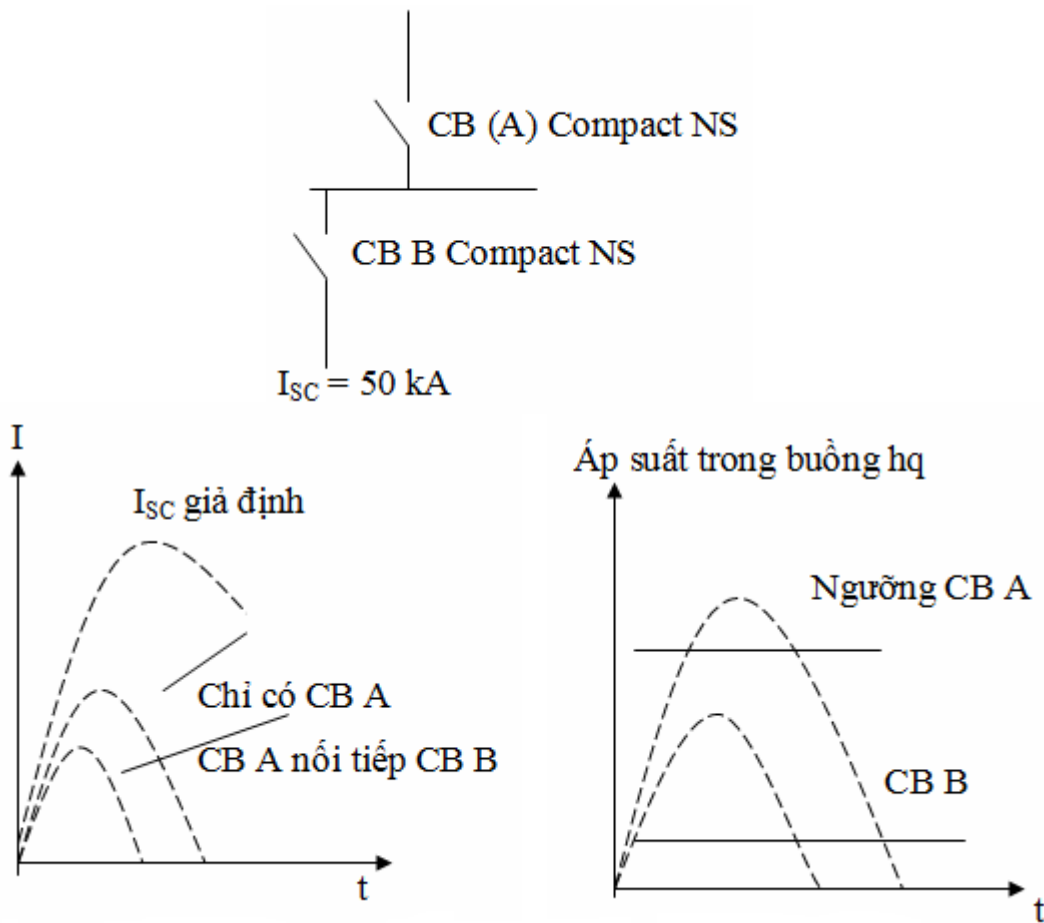 CB (A) Compact NS
CB B Compact NS
I_SC = 50 kA
I
I_SC giả định
Chỉ có CB A
CB A nối tiếp CB B
t
Áp suất trong buồng hq
Ngưỡng CB A
CB B
t